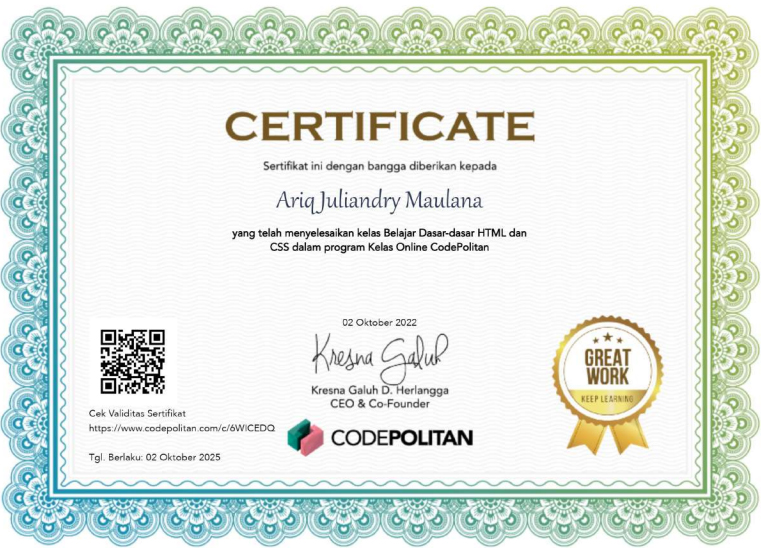 CERTIFICATE
Sertifikat ini dengan bangga diberikan kepada
Ariq Juliandry Maulana
yang telah menyelesaikan kelas Belajar Dasar-dasar HTML dan
CSS dalam program Kelas Online CodePolitan
02 Oktober 2022
Kresna Galuh
Kresna Galuh D. Herlangga
CEO & Co-Founder
CODEPOLITAN
Cek Validitas Sertifikat
https://www.codepolitan.com/c/6WICEDQ
Tgl. Berlaku: 02 Oktober 2025
GREAT
WORK
KEEP LEARNING